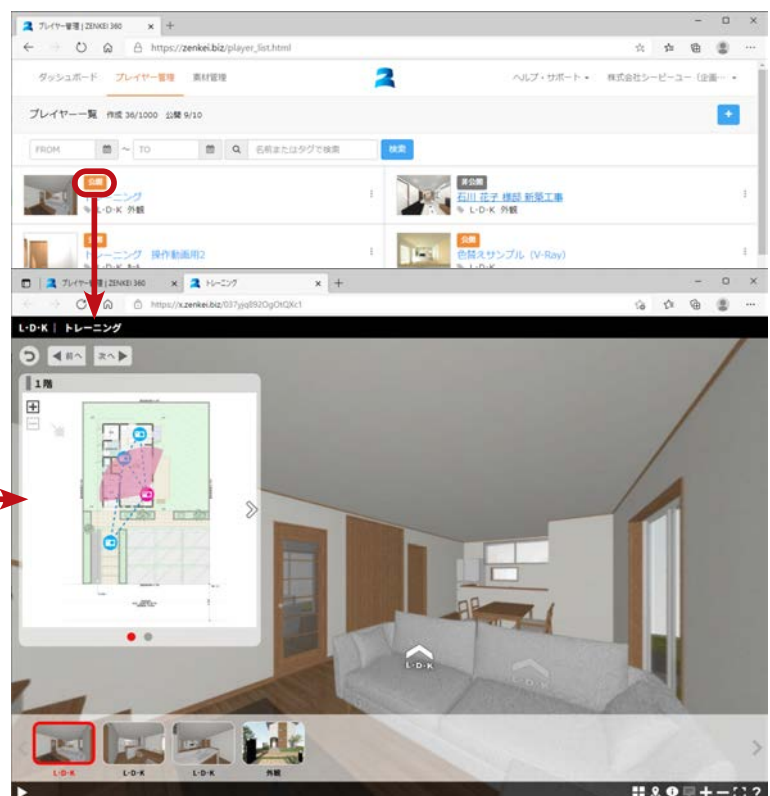 プレイヤー管理 | ZENKEI 360
https://zenkei.biz/player_list.html
ダッシュボード プレイヤー管理 素材管理 ヘルプ・サポート 株式会社シーピーユー（企画…
プレイヤー一覧 作成 36/1000 公開 9/10
FROM ～ TO 名前またはタグで検索 検索
公開 非公開
トレーニング 石川 花子 様邸 新築工事
L・D・K 外観 L・D・K 外観
公開 公開
トレーニング 操作動画用2 色替えサンプル (V-Ray)
L・D・K L・D・K
プレイヤー管理 | ZENKEI 360 トレーニング
L・D・K | トレーニング
前へ 次へ
1階
L・D・K L・D・K
L・D・K L・D・K L・D・K 外観